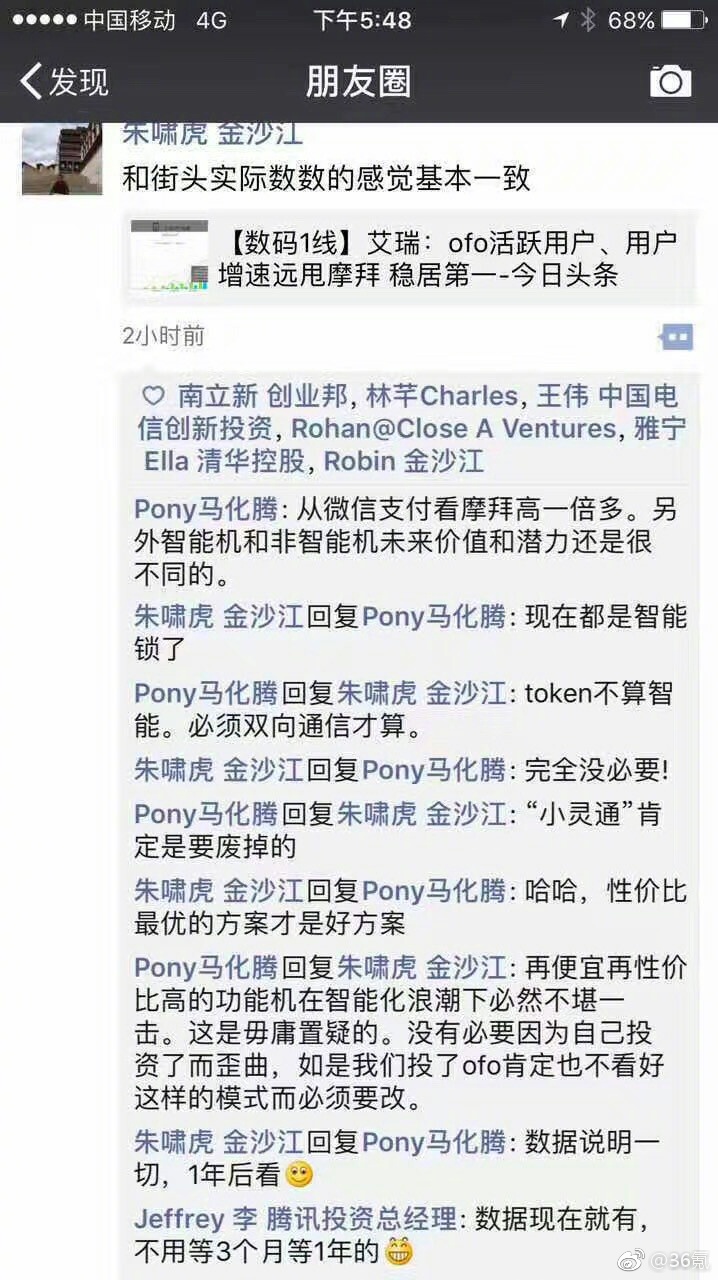 中国移动 4G 下午5:48 68%
发现 朋友圈
朱啸虎 金沙江
和街头实际数数的感觉基本一致
【数码1线】艾瑞：ofo活跃用户、用户
增速远甩摩拜 稳居第一-今日头条
2小时前
南立新 创业邦, 林芊Charles, 王伟 中国电
信创新投资, Rohan@Close A Ventures, 雅宁
Ella 清华控股, Robin 金沙江
Pony马化腾: 从微信支付看摩拜高一倍多。另
外智能机和非智能机未来价值和潜力还是很
不同的。
朱啸虎 金沙江回复Pony马化腾: 现在都是智能
锁了
Pony马化腾回复朱啸虎 金沙江: token不算智
能。必须双向通信才算。
朱啸虎 金沙江回复Pony马化腾: 完全没必要!
Pony马化腾回复朱啸虎 金沙江: “小灵通”肯
定是要废掉的
朱啸虎 金沙江回复Pony马化腾: 哈哈，性价比
最优的方案才是好方案
Pony马化腾回复朱啸虎 金沙江: 再便宜再性价
比高的功能机在智能化浪潮下必然不堪一
击。这是毋庸置疑的。没有必要因为自己投
资了而歪曲，如是我们投了ofo肯定也不看好
这样的模式而必须要改。
朱啸虎 金沙江回复Pony马化腾: 数据说明一
切，1年后看
Jeffrey 李 腾讯投资总经理: 数据现在就有，
不用等3个月等1年的
@36氪